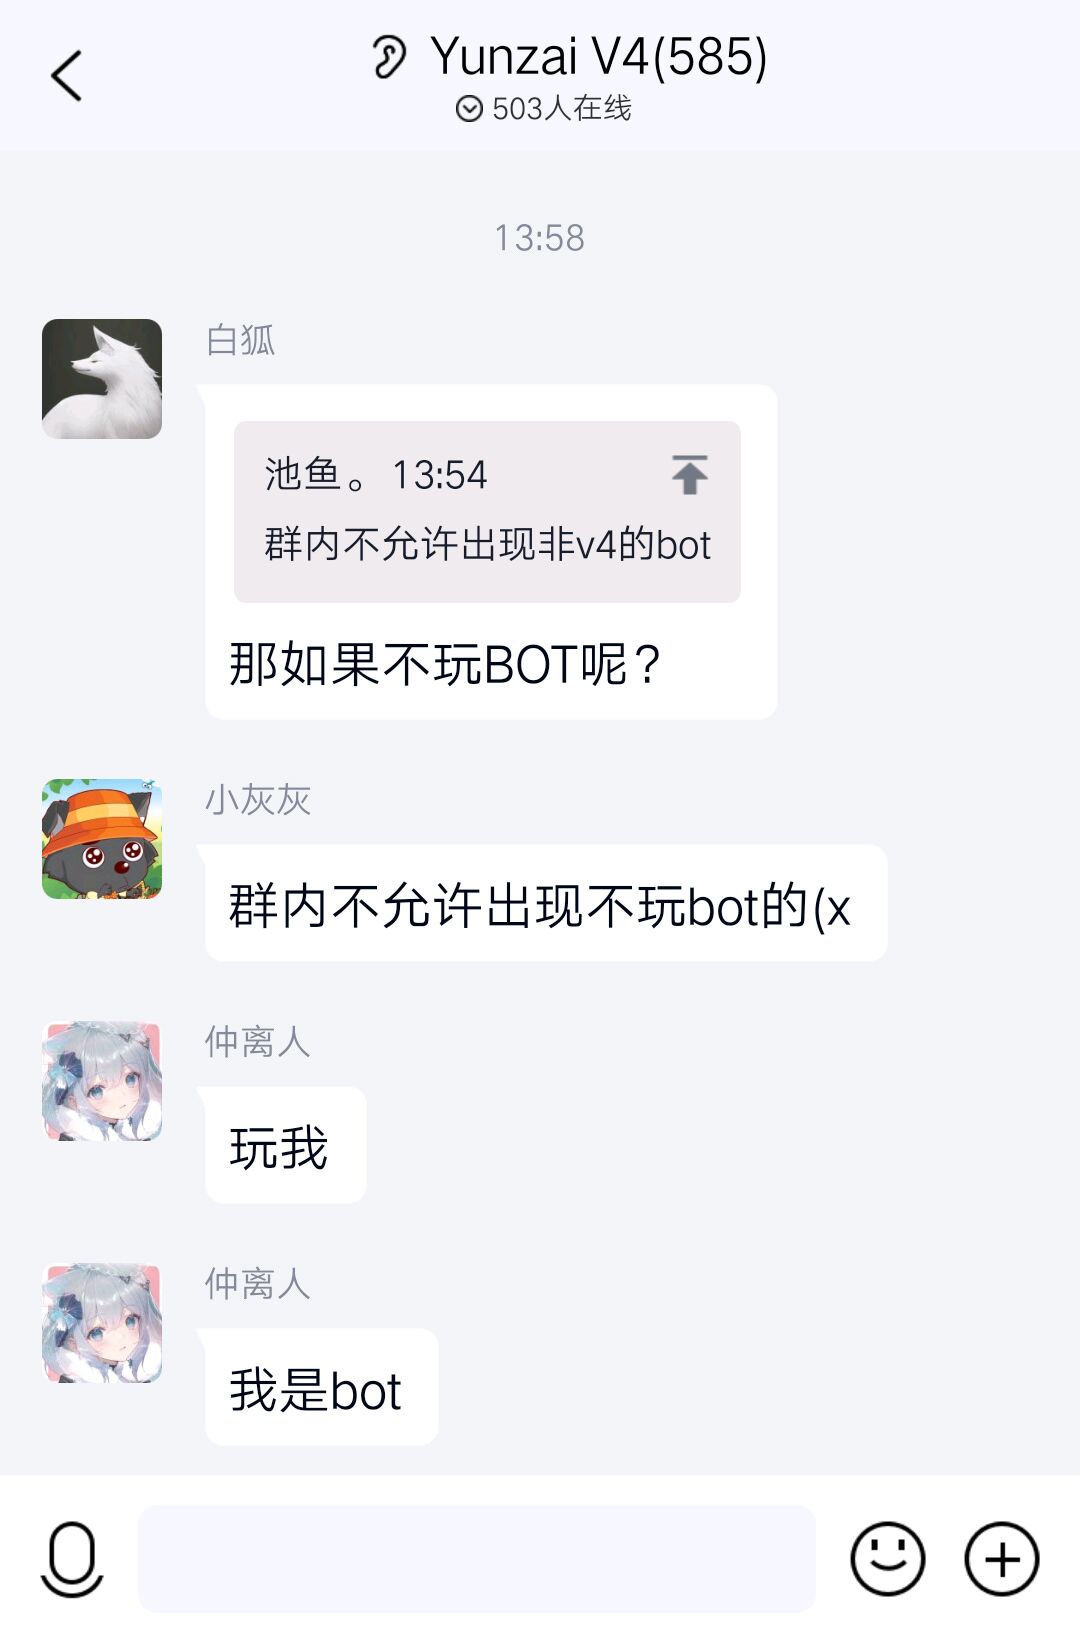 Yunzai V4(585)
503人在线
13:58
白狐
池鱼。 13:54
群内不允许出现非v4的bot
那如果不玩BOT呢？
小灰灰
群内不允许出现不玩bot的(x
仲离人
玩我
仲离人
我是bot